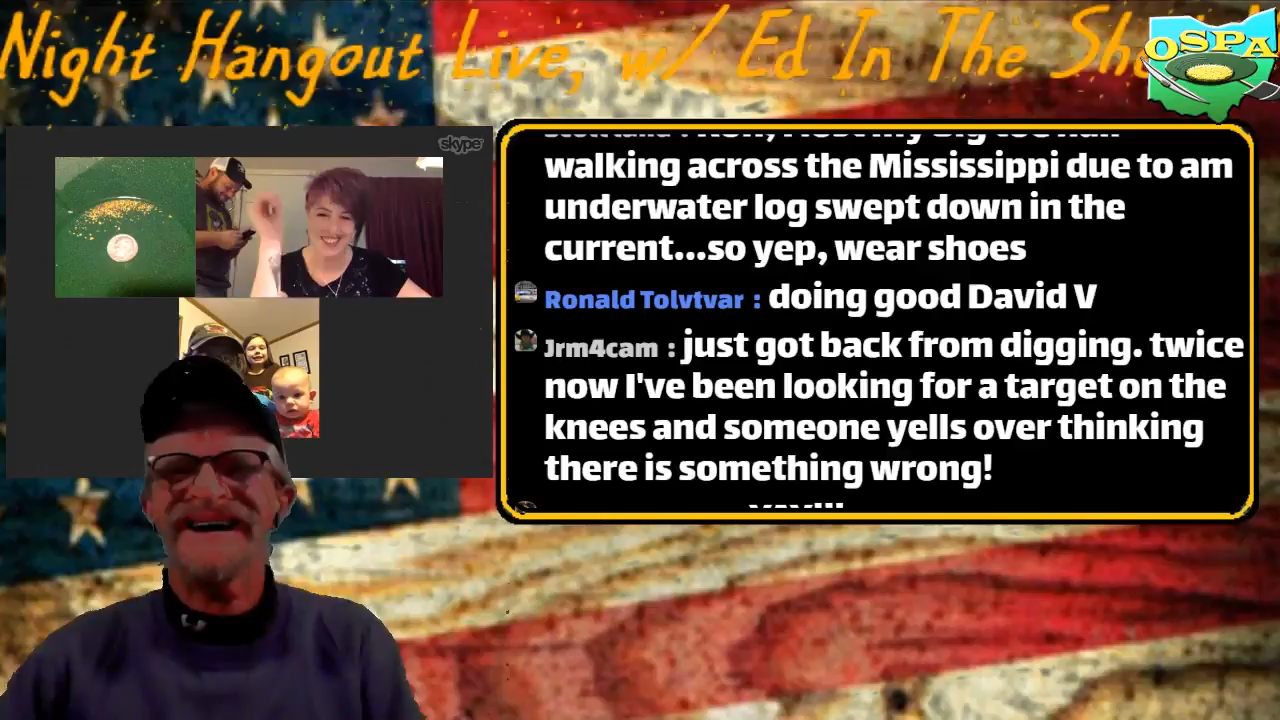 Night Hangout Live, w/ Ed In The
OSPA
skype
walking across the Mississippi due to am
underwater log swept down in the
current...so yep, wear shoes
Ronald Tolvtvar : doing good David V
Jrm4cam : just got back from digging. twice
now I've been looking for a target on the
knees and someone yells over thinking
there is something wrong!